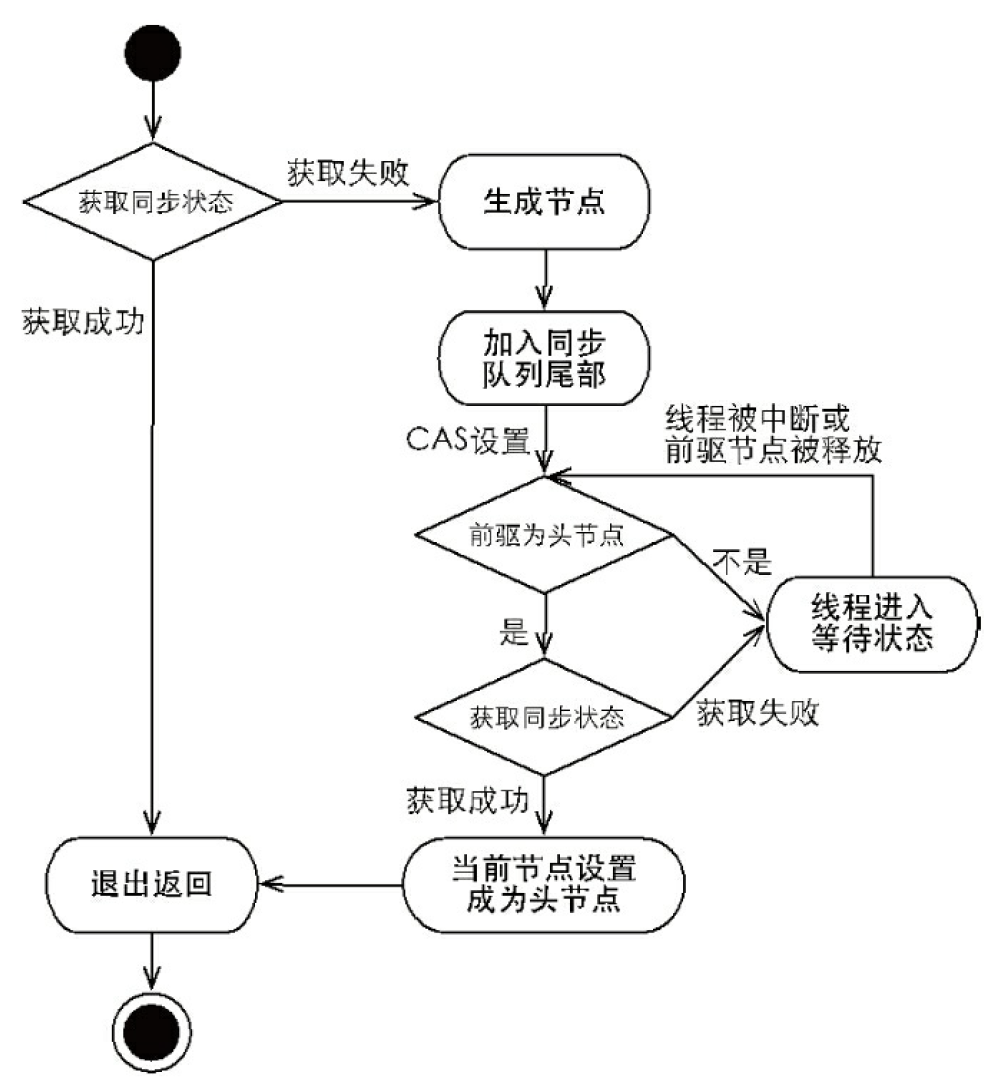 获取同步状态
获取失败
生成节点
获取成功
加入同步
队列尾部
CAS设置
线程被中断或
前驱节点被释放
前驱为头节点
不是
线程进入
等待状态
是
获取同步状态
获取失败
获取成功
当前节点设置
成为头节点
退出返回